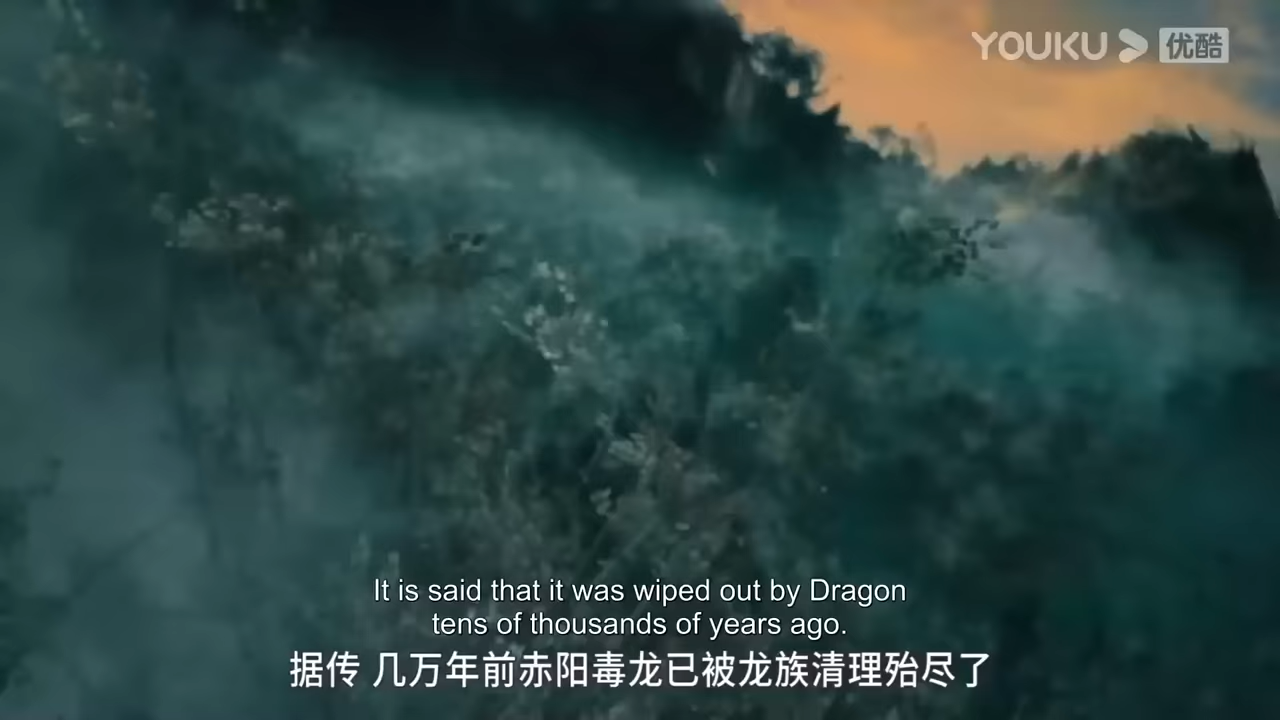 YOUKU 优酷
It is said that it was wiped out by Dragon
tens of thousands of years ago.
据传 几万年前赤阳毒龙已被龙族清理殆尽了